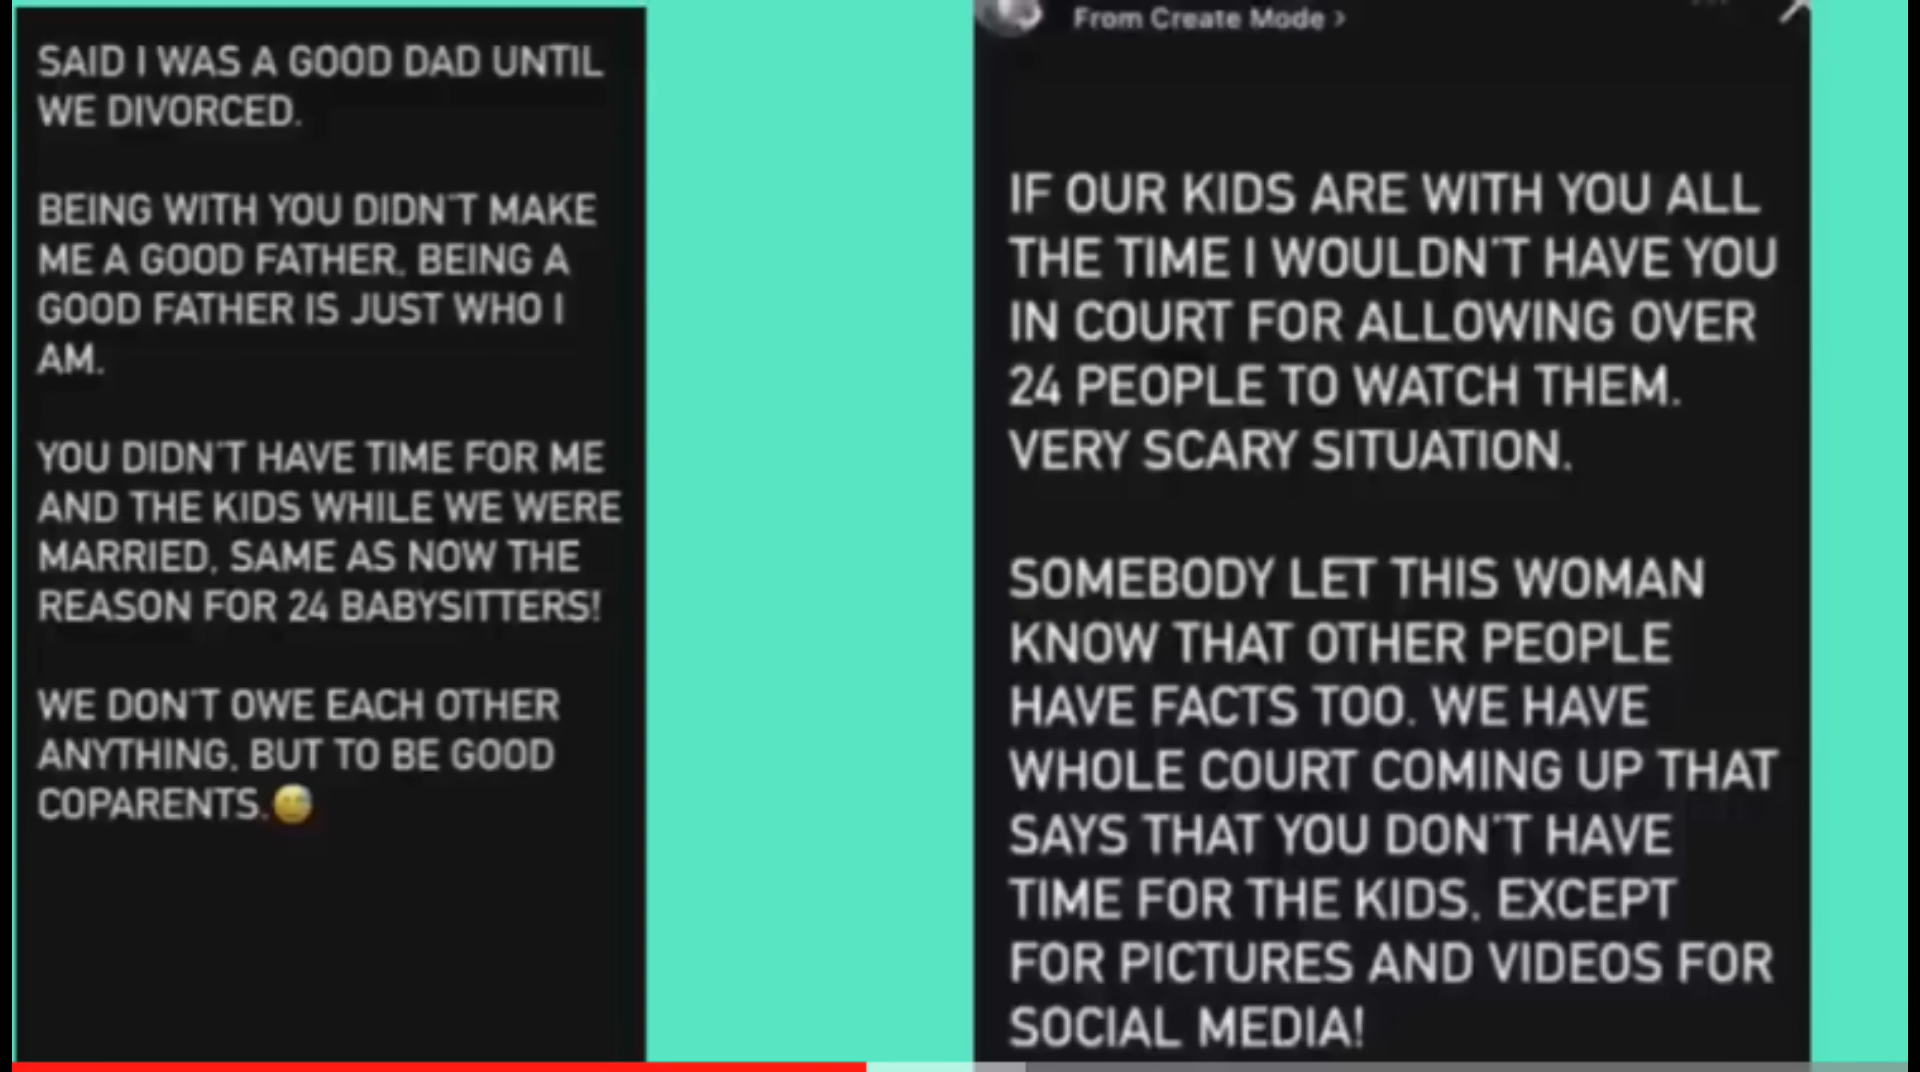 SAID I WAS A GOOD DAD UNTIL
WE DIVORCED.
BEING WITH YOU DIDN'T MAKE
ME A GOOD FATHER, BEING A
GOOD FATHER IS JUST WHO I
AM.
YOU DIDN'T HAVE TIME FOR ME
AND THE KIDS WHILE WE WERE
MARRIED, SAME AS NOW THE
REASON FOR 24 BABYSITTERS!
WE DON'T OWE EACH OTHER
ANYTHING, BUT TO BE GOOD
COPARENTS.😅
From Create Mode >
IF OUR KIDS ARE WITH YOU ALL
THE TIME I WOULDN'T HAVE YOU
IN COURT FOR ALLOWING OVER
24 PEOPLE TO WATCH THEM.
VERY SCARY SITUATION.
SOMEBODY LET THIS WOMAN
KNOW THAT OTHER PEOPLE
HAVE FACTS TOO. WE HAVE
WHOLE COURT COMING UP THAT
SAYS THAT YOU DON'T HAVE
TIME FOR THE KIDS, EXCEPT
FOR PICTURES AND VIDEOS FOR
SOCIAL MEDIA!